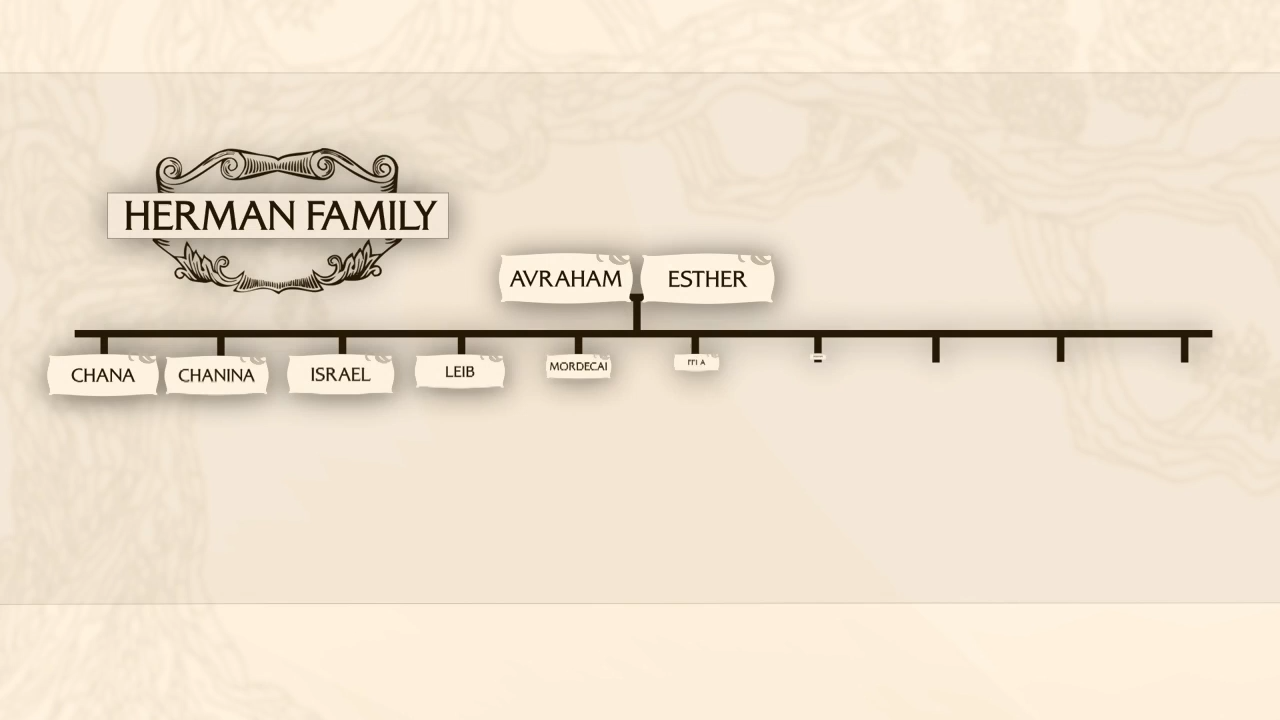 HERMAN FAMILY
AVRAHAM ESTHER
CHANA CHANINA ISRAEL LEIB MORDECAI